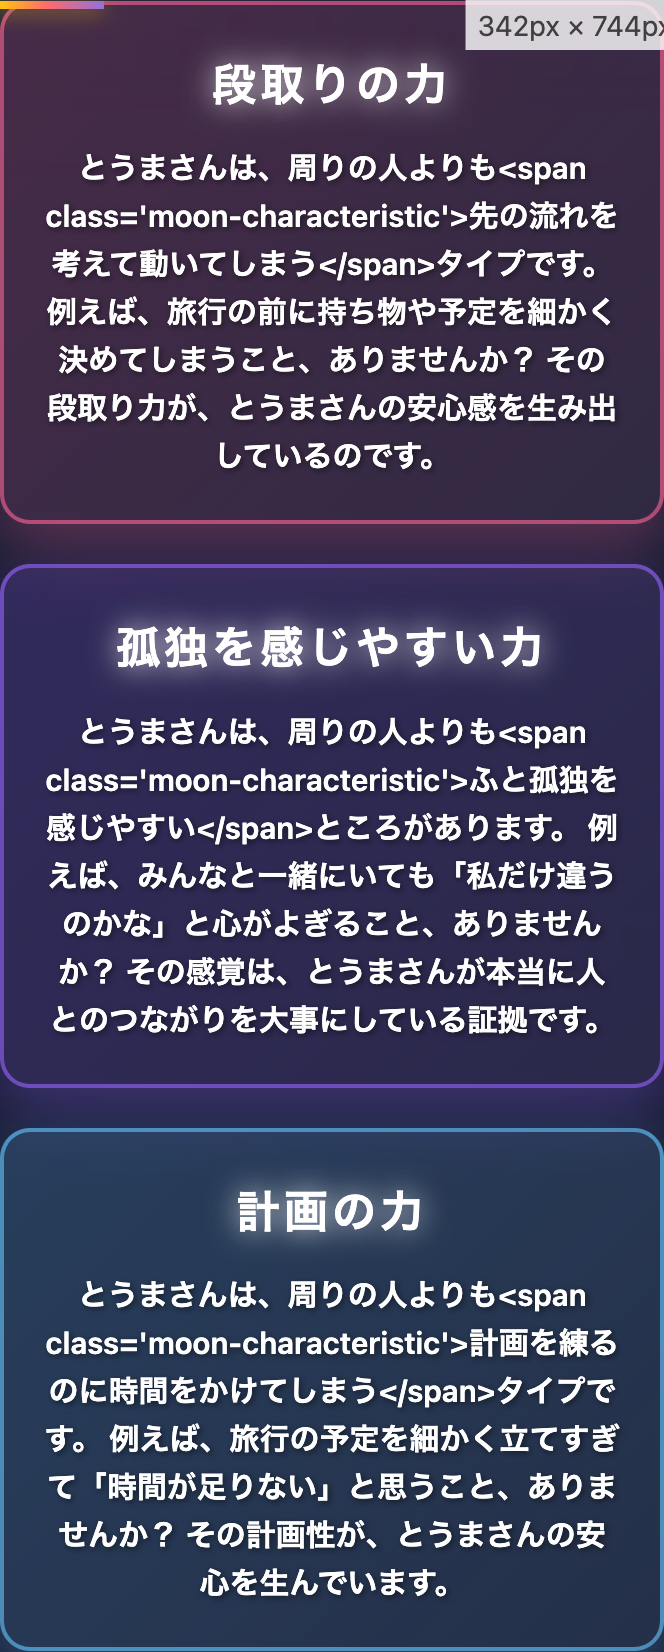 342px × 744px
段取りの力
とうまさんは、周りの人よりも<span
class='moon-characteristic'>先の流れを
考えて動いてしまう</span>タイプです。
例えば、旅行の前に持ち物や予定を細かく
決めてしまうこと、ありませんか？ その
段取り力が、とうまさんの安心感を生み出
しているのです。
孤独を感じやすい力
とうまさんは、周りの人よりも<span
class='moon-characteristic'>ふと孤独を
感じやすい</span>ところがあります。 例
えば、みんなと一緒にいても「私だけ違う
のかな」と心がよぎること、ありません
か？ その感覚は、とうまさんが本当に人
とのつながりを大事にしている証拠です。
計画の力
とうまさんは、周りの人よりも<span
class='moon-characteristic'>計画を練る
のに時間をかけてしまう</span>タイプで
す。 例えば、旅行の予定を細かく立てすぎ
て「時間が足りない」と思うこと、ありま
せんか？ その計画性が、とうまさんの安
心を生んでいます。